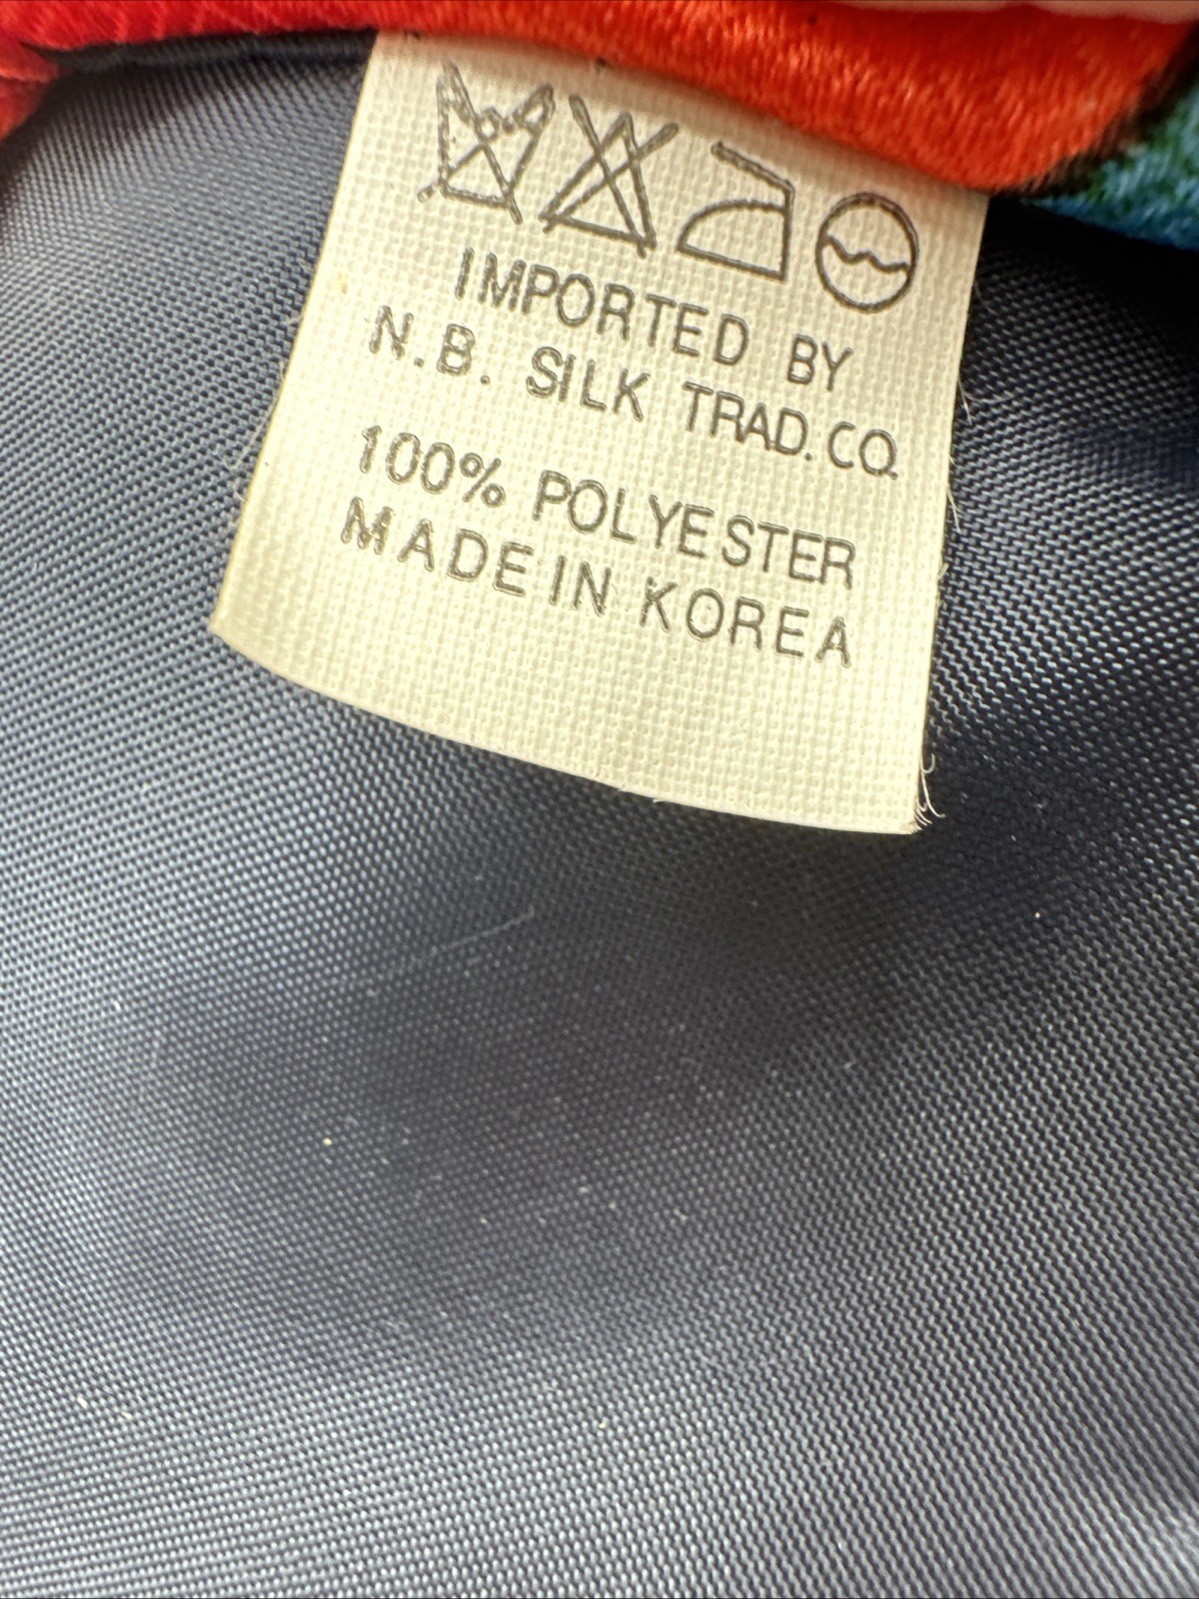 IMPORTED BY
N.B. SILK TRAD.CO.
100% POLYESTER
MADE IN KOREA